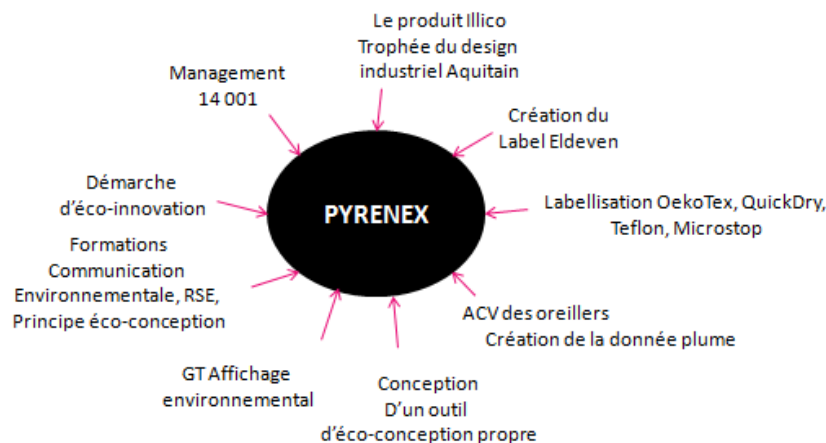 Le produit Illico
Trophée du design
industriel Aquitain
Management
14 001
Création du
Label Eldeven
Démarche
d'éco-innovation
PYRENEX
Labellisation OekoTex, QuickDry,
Teflon, Microstop
Formations
Communication
Environnementale, RSE,
Principe éco-conception
ACV des oreillers
Création de la donnée plume
GT Affichage
environnemental
Conception
D'un outil
d'éco-conception propre